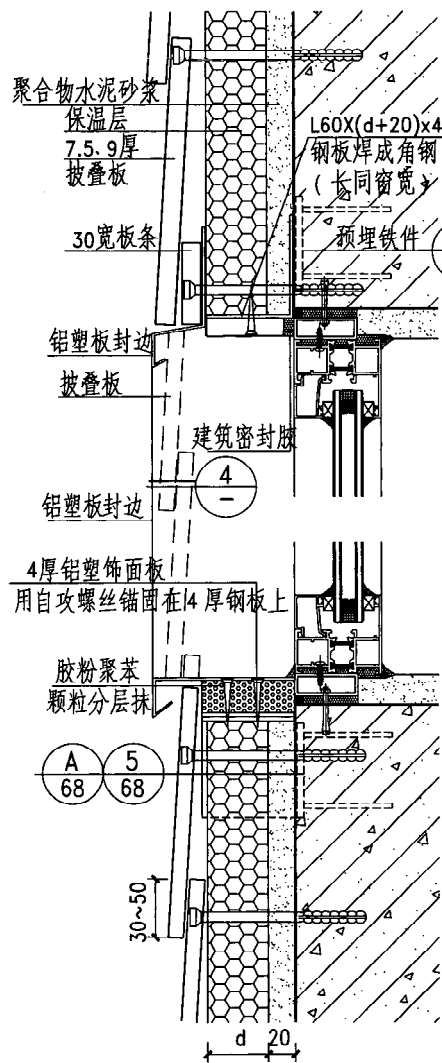 聚合物水泥砂浆
保温层
7.5、9厚
披叠板
L60X(d+20)x4
钢板焊成角钢
（长同窗宽）
30宽板条
预埋铁件
铝塑板封边
披叠板
建筑密封胶
4
-
铝塑板封边
4厚铝塑饰面板
用自攻螺丝锚固在4厚钢板上
胶粉聚苯
颗粒分层抹
A
68
5
68
30~50
d
20